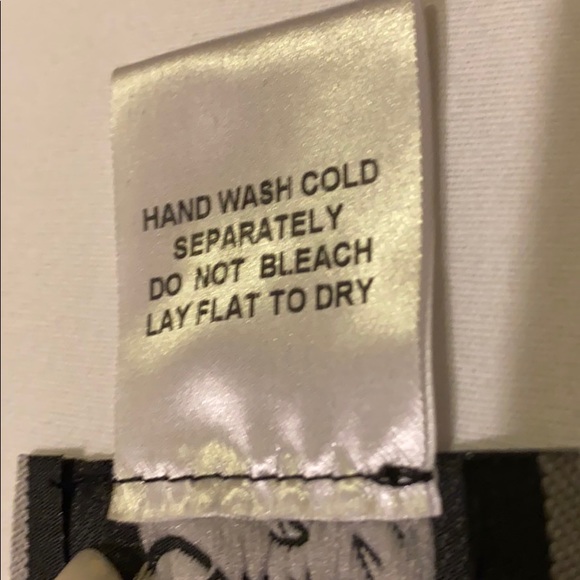 HAND WASH COLD
SEPARATELY
DO NOT BLEACH
LAY FLAT TO DRY